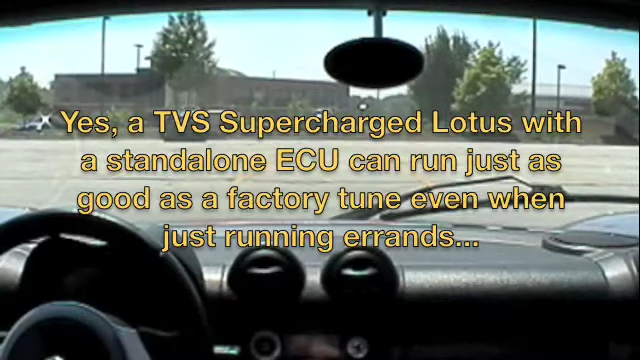 Yes, a TVS Supercharged Lotus with
a standalone ECU can run just as
good as a factory tune even when
just running errands...